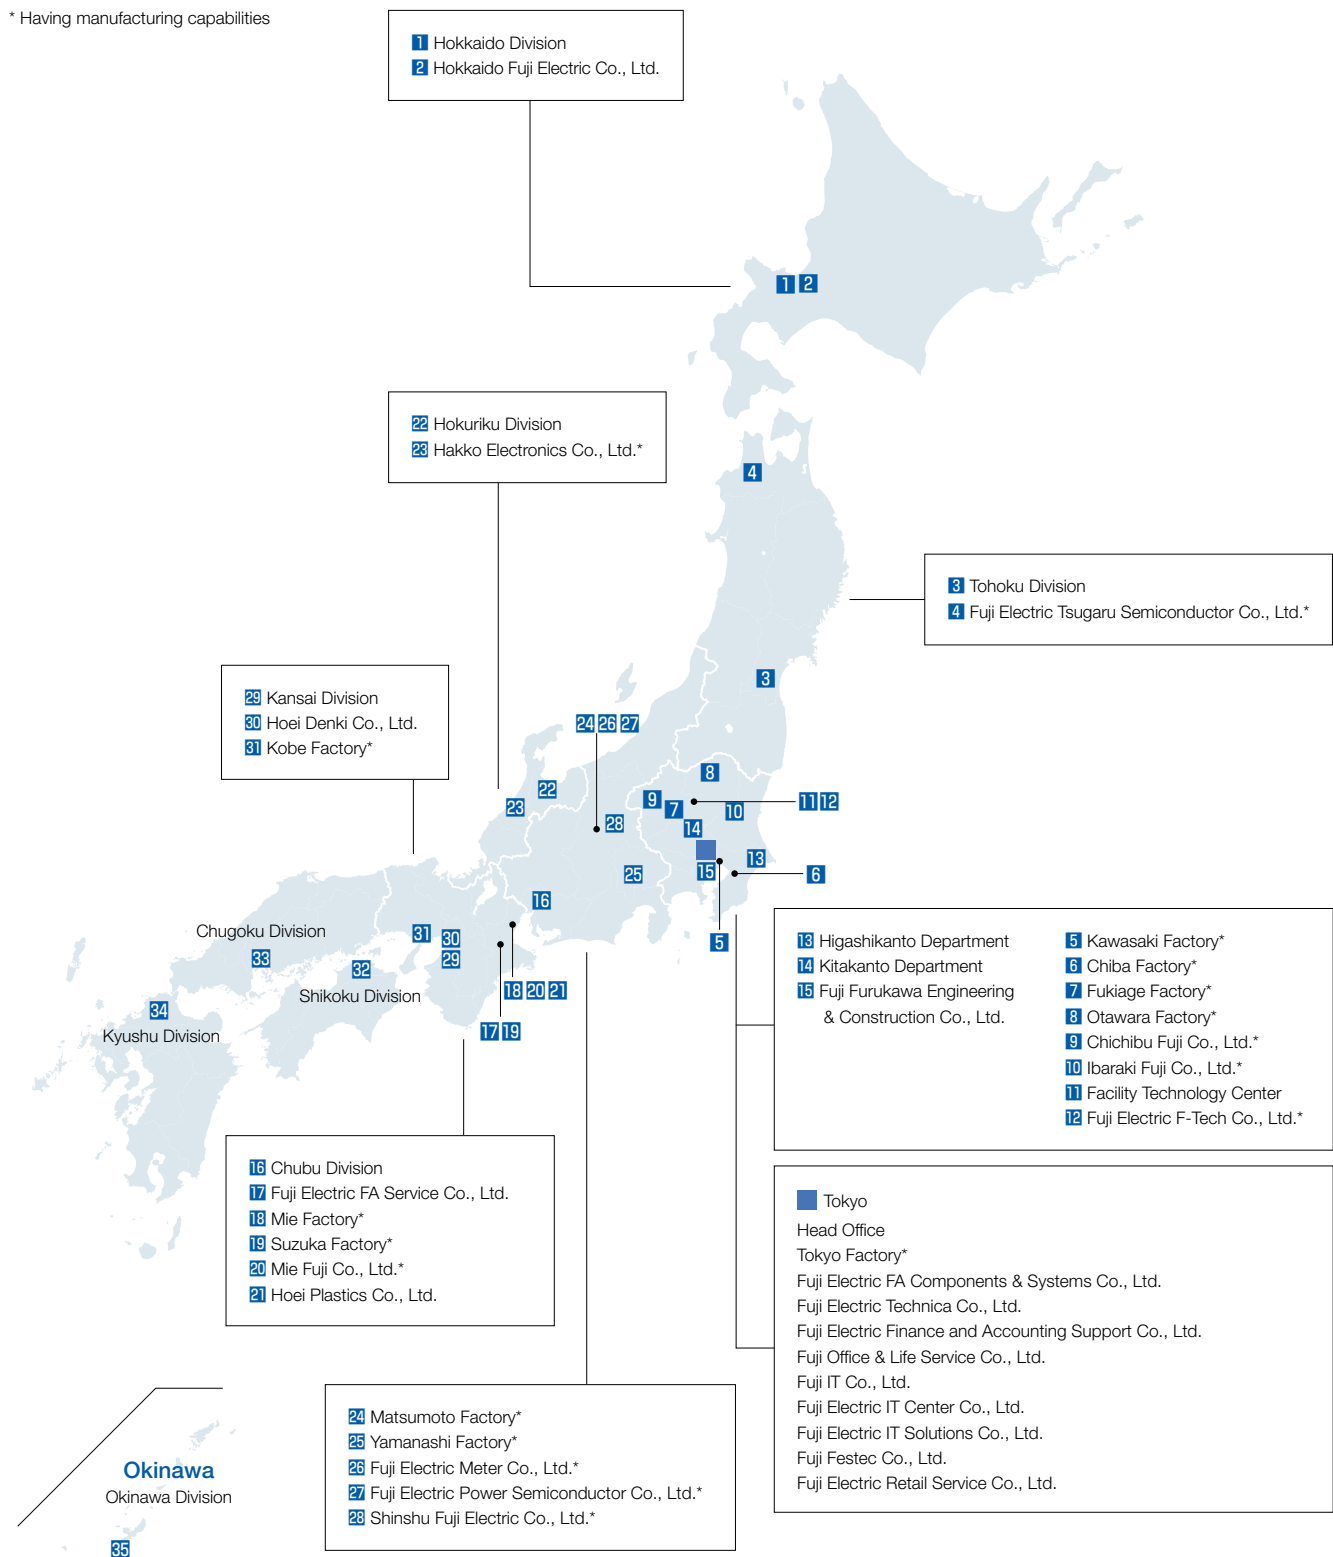 * Having manufacturing capabilities
1 Hokkaido Division
2 Hokkaido Fuji Electric Co., Ltd.
1 2
22 Hokuriku Division
23 Hakko Electronics Co., Ltd.*
4
3 Tohoku Division
4 Fuji Electric Tsugaru Semiconductor Co., Ltd.*
3
29 Kansai Division
30 Hoei Denki Co., Ltd.
31 Kobe Factory*
24 26 27
8
22
23
9
7
11 12
10
28
14
13
15
25
6
16
Chugoku Division
33
31
30
29
32
Shikoku Division
5
18 20 21
34
Kyushu Division
17 19
13 Higashikanto Department
14 Kitakanto Department
15 Fuji Furukawa Engineering
& Construction Co., Ltd.
5 Kawasaki Factory*
6 Chiba Factory*
7 Fukiage Factory*
8 Otawara Factory*
9 Chichibu Fuji Co., Ltd.*
10 Ibaraki Fuji Co., Ltd.*
11 Facility Technology Center
12 Fuji Electric F-Tech Co., Ltd.*
16 Chubu Division
17 Fuji Electric FA Service Co., Ltd.
18 Mie Factory*
19 Suzuka Factory*
20 Mie Fuji Co., Ltd.*
21 Hoei Plastics Co., Ltd.
Tokyo
Head Office
Tokyo Factory*
Fuji Electric FA Components & Systems Co., Ltd.
Fuji Electric Technica Co., Ltd.
Fuji Electric Finance and Accounting Support Co., Ltd.
Fuji Office & Life Service Co., Ltd.
Fuji IT Co., Ltd.
Fuji Electric IT Center Co., Ltd.
Fuji Electric IT Solutions Co., Ltd.
Fuji Festec Co., Ltd.
Fuji Electric Retail Service Co., Ltd.
24 Matsumoto Factory*
25 Yamanashi Factory*
26 Fuji Electric Meter Co., Ltd.*
27 Fuji Electric Power Semiconductor Co., Ltd.*
28 Shinshu Fuji Electric Co., Ltd.*
Okinawa
Okinawa Division
35